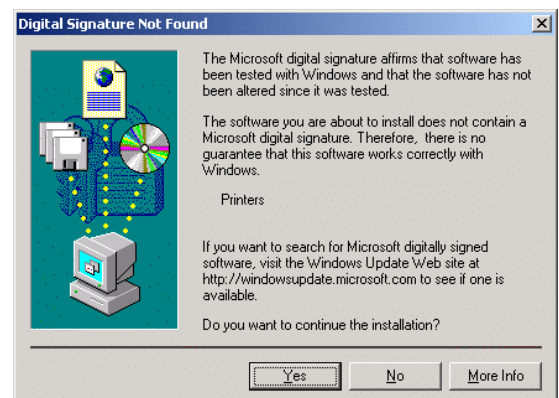 Digital Signature Not Found
The Microsoft digital signature affirms that software has
been tested with Windows and that the software has not
been altered since it was tested.
The software you are about to install does not contain a
Microsoft digital signature. Therefore, there is no
guarantee that this software works correctly with
Windows.
Printers
If you want to search for Microsoft digitally signed
software, visit the Windows Update Web site at
http://windowsupdate.microsoft.com to see if one is
available.
Do you want to continue the installation?
Yes No More Info